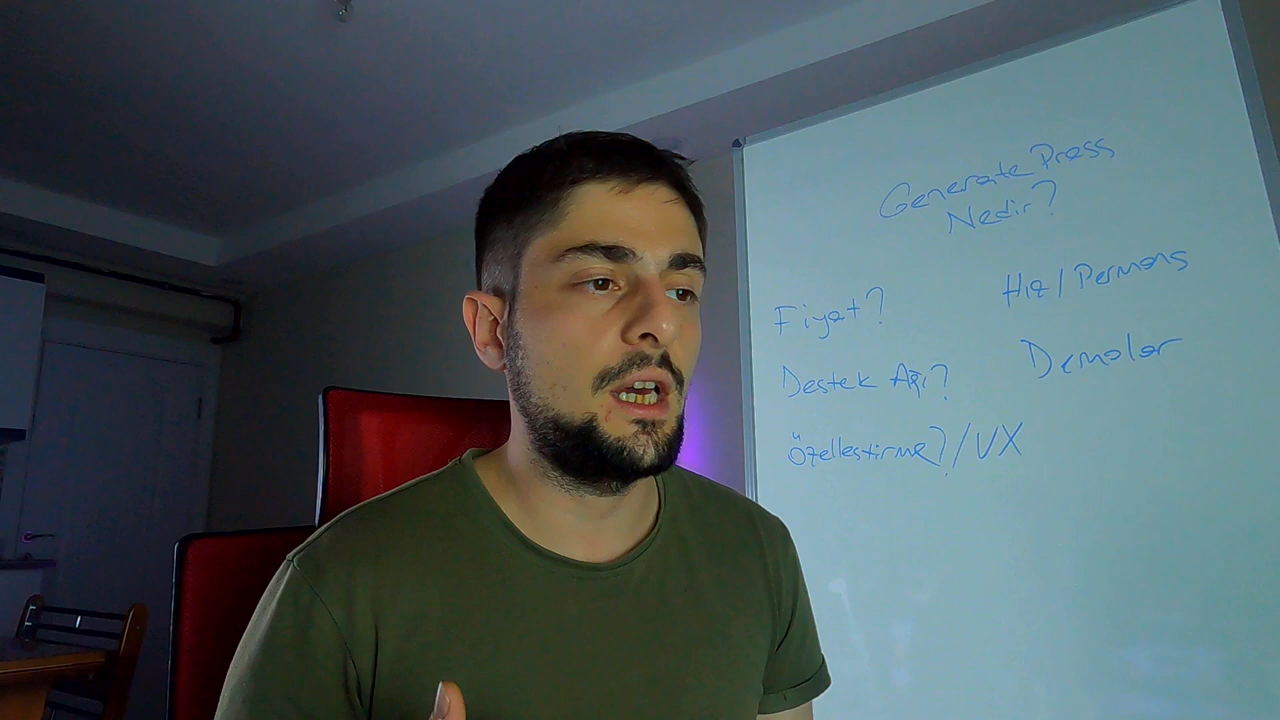 Generate Press
Nedir?
Fiyat?
Hız / Permons
Destek Ağı?
Demolar
Özelleştirme? / UX